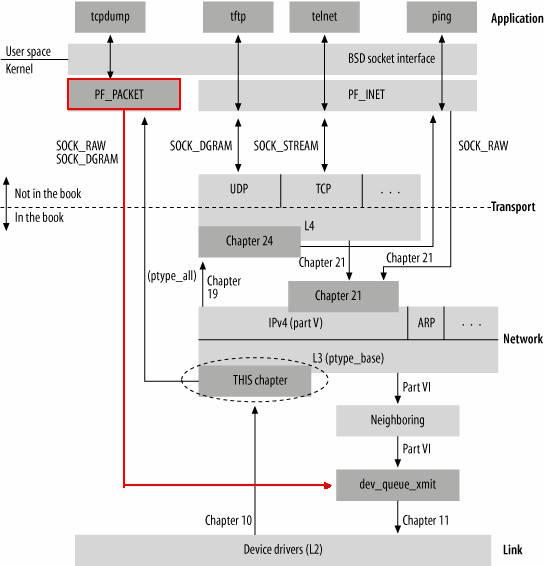 tcpdump
tftp
telnet
ping
Application
User space
Kernel
BSD socket interface
PF_PACKET
PF_INET
SOCK_RAW
SOCK_DGRAM
SOCK_DGRAM
SOCK_STREAM
SOCK_RAW
Not in the book
In the book
UDP
TCP
. . .
Transport
L4
Chapter 24
Chapter 21
Chapter 21
(ptype_all)
Chapter
19
Chapter 21
IPv4 (part V)
ARP
. . .
Network
L3 (ptype_base)
THIS chapter
Part VI
Neighboring
Part VI
dev_queue_xmit
Chapter 10
Chapter 11
Device drivers (L2)
Link